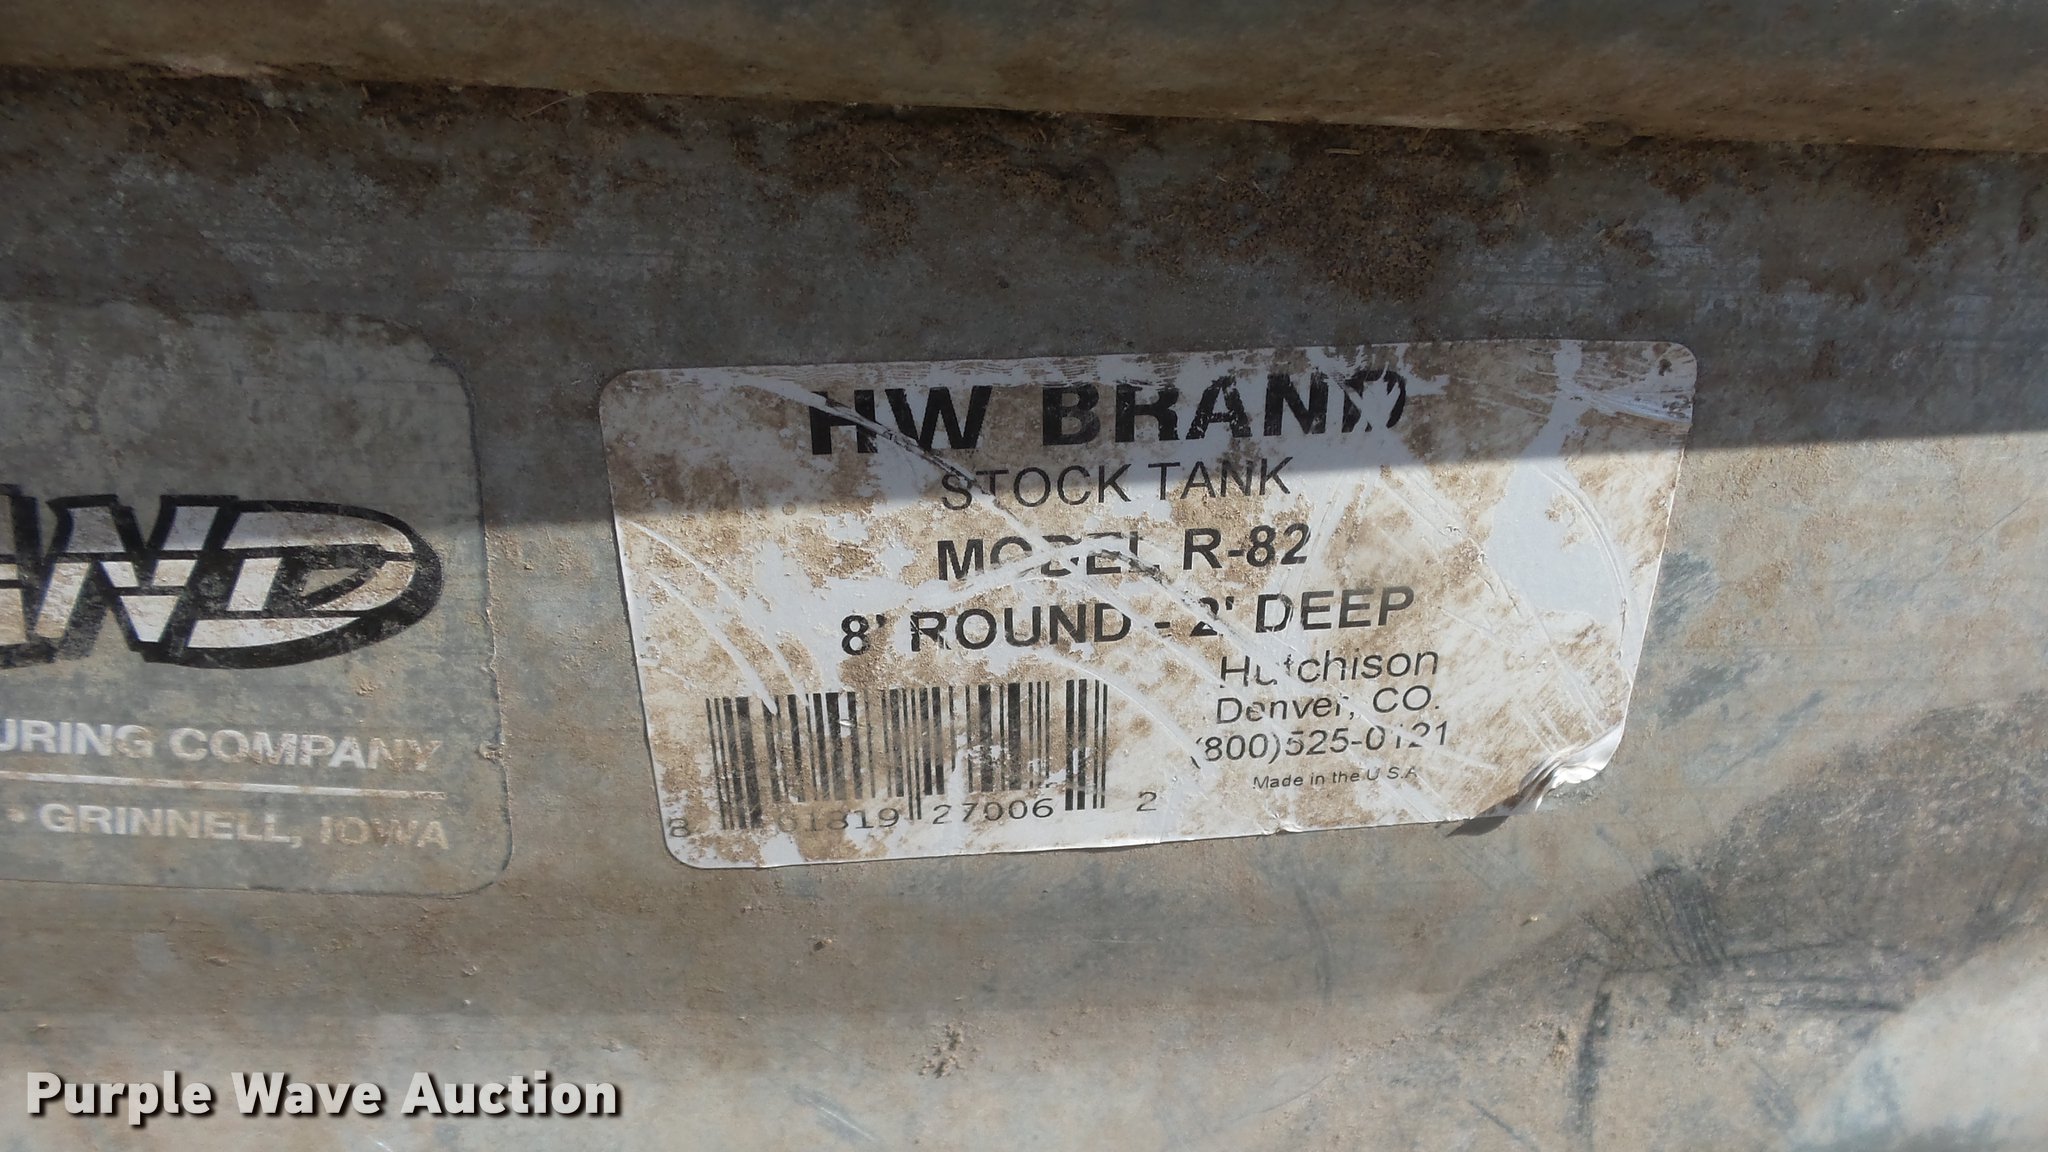 HW BRAND
STOCK TANK
MODEL R-82
8' ROUND - 2' DEEP
Hutchison
Denver, CO.
(800)525-0121
Made in the U.S.A
27006 2
URING COMPANY
• GRINNELL, IOWA
Purple Wave Auction